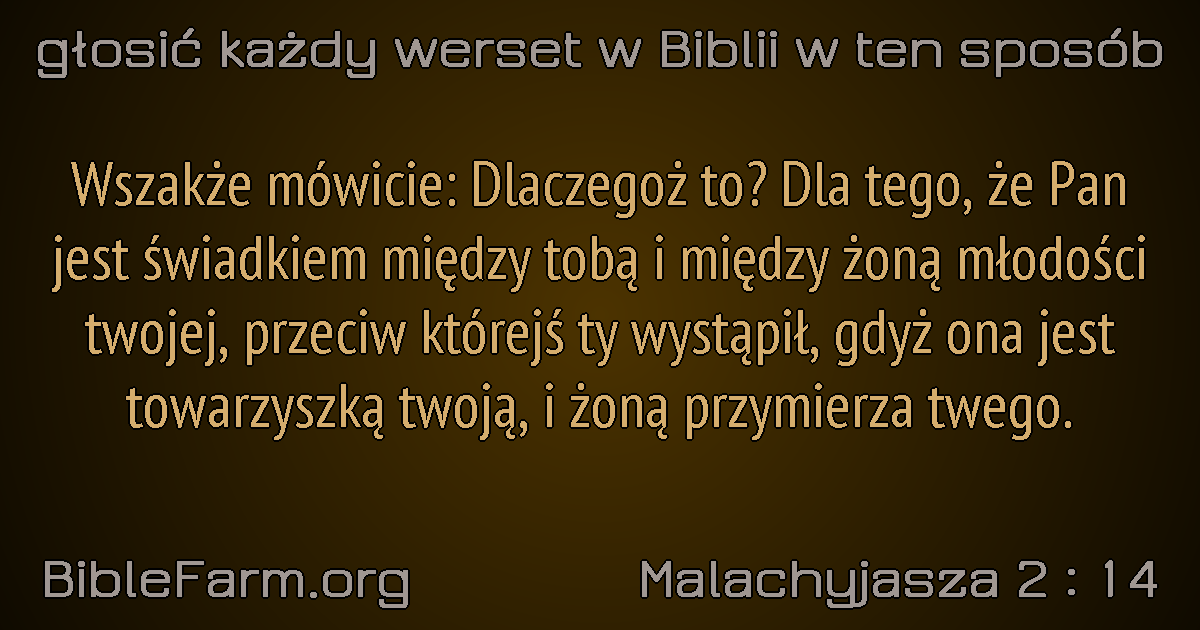 głosić każdy werset w Biblii w ten sposób
Wszakże mówicie: Dlaczegoż to? Dla tego, że Pan
jest świadkiem między tobą i między żoną młodości
twojej, przeciw którejś ty wystąpił, gdyż ona jest
towarzyszką twoją, i żoną przymierza twego.
BibleFarm.org
Malachyjasza 2 : 14